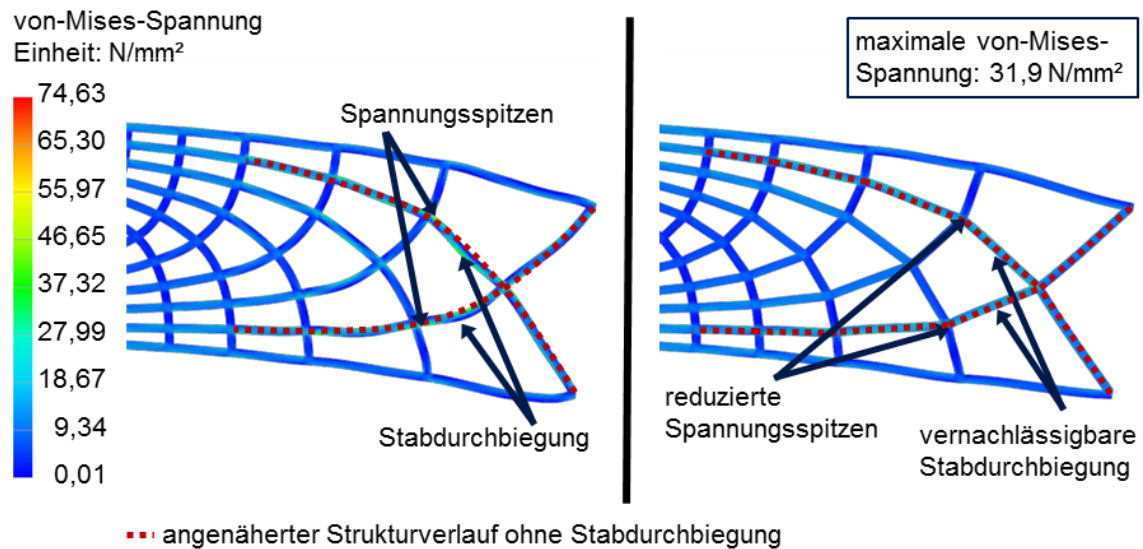 von-Mises-Spannung
Einheit: N/mm²
74,63
65,30
55,97
46,65
37,32
27,99
18,67
9,34
0,01
Spannungsspitzen
Stabdurchbiegung
maximale von-Mises-
Spannung: 31,9 N/mm²
reduzierte
Spannungsspitzen
vernachlässigbare
Stabdurchbiegung
angenäherter Strukturverlauf ohne Stabdurchbiegung